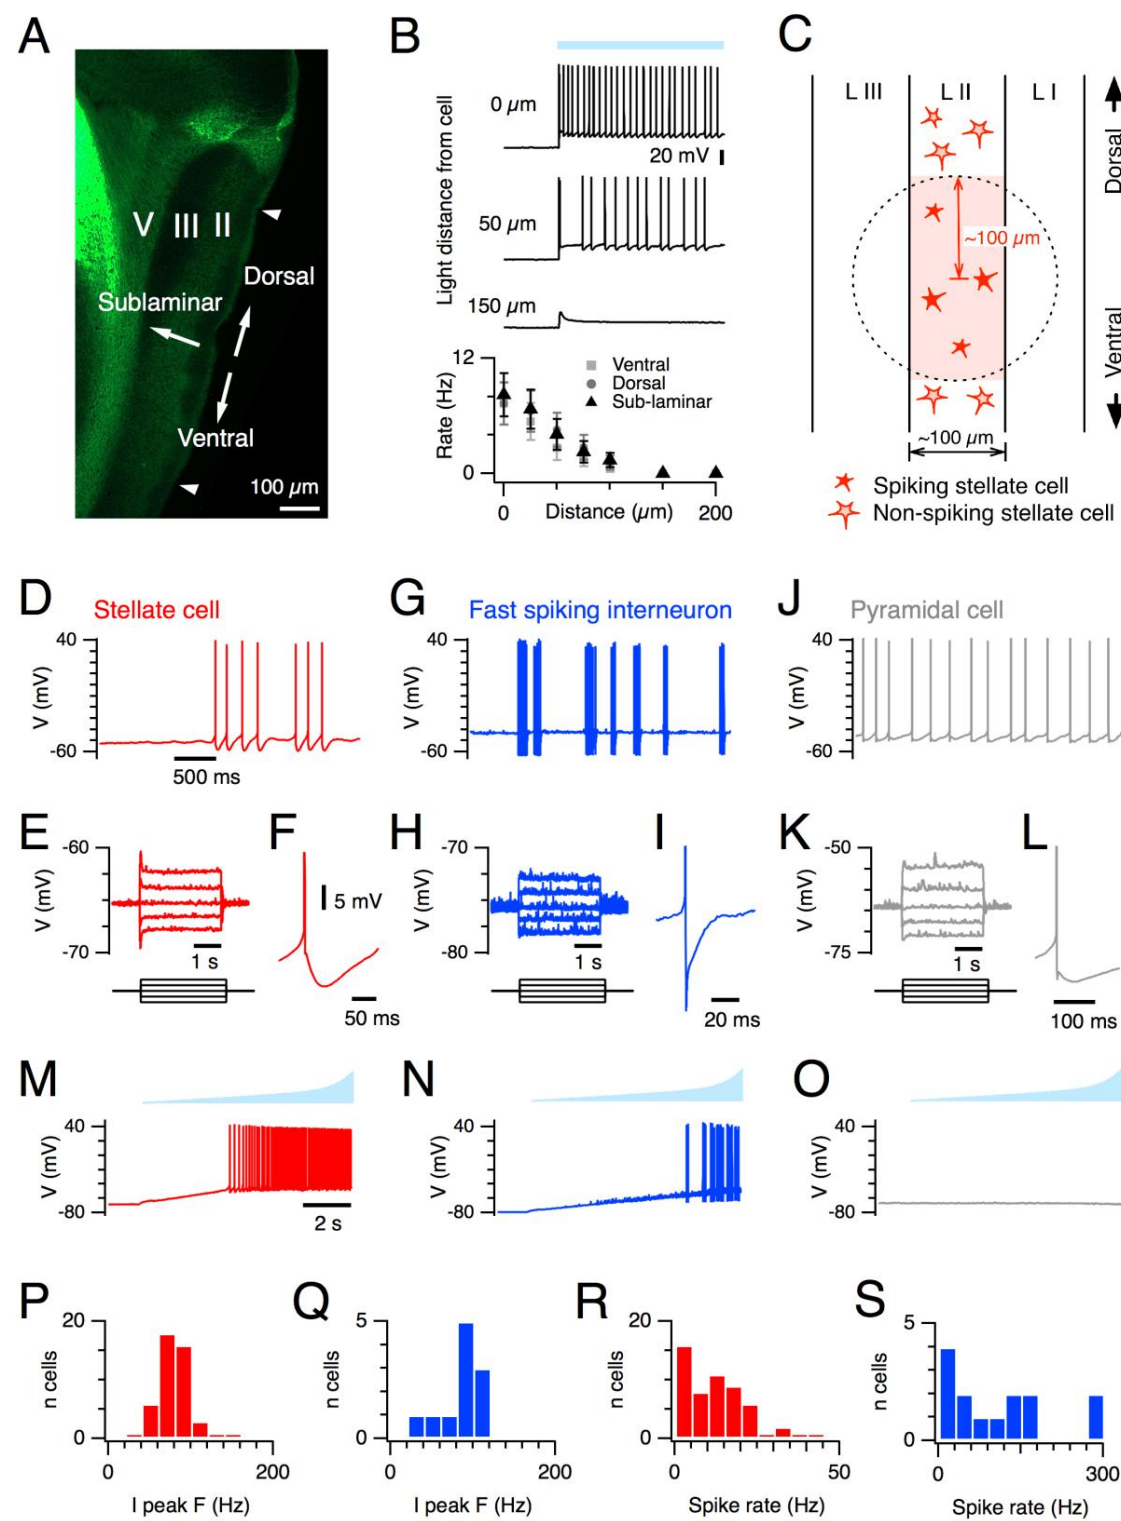 A
V III II
Dorsal
Sublaminar
Ventral
100 µm
B
Light distance from cell
0 µm
20 mV
50 µm
150 µm
12
0
Rate (Hz)
Ventral
Dorsal
Sub-laminar
0
200
Distance (µm)
C
L III
L II
L I
Dorsal
~100 µm
Ventral
~100 µm
Spiking stellate cell
Non-spiking stellate cell
D
Stellate cell
40
V (mV)
-60
500 ms
G
Fast spiking interneuron
40
V (mV)
-60
J
Pyramidal cell
40
V (mV)
-60
E
-60
V (mV)
-70
1 s
F
5 mV
50 ms
H
-70
V (mV)
-80
1 s
I
20 ms
K
-50
V (mV)
-75
1 s
L
100 ms
M
40
V (mV)
-80
2 s
N
40
V (mV)
-80
O
40
V (mV)
-80
P
20
n cells
0
0
200
I peak F (Hz)
Q
5
n cells
0
0
200
I peak F (Hz)
R
20
n cells
0
0
50
Spike rate (Hz)
S
5
n cells
0
0
300
Spike rate (Hz)